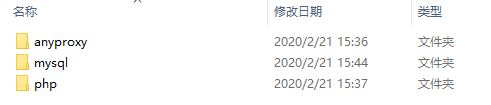 名称 修改日期 类型
anyproxy 2020/2/21 15:36 文件夹
mysql 2020/2/21 15:44 文件夹
php 2020/2/21 15:37 文件夹